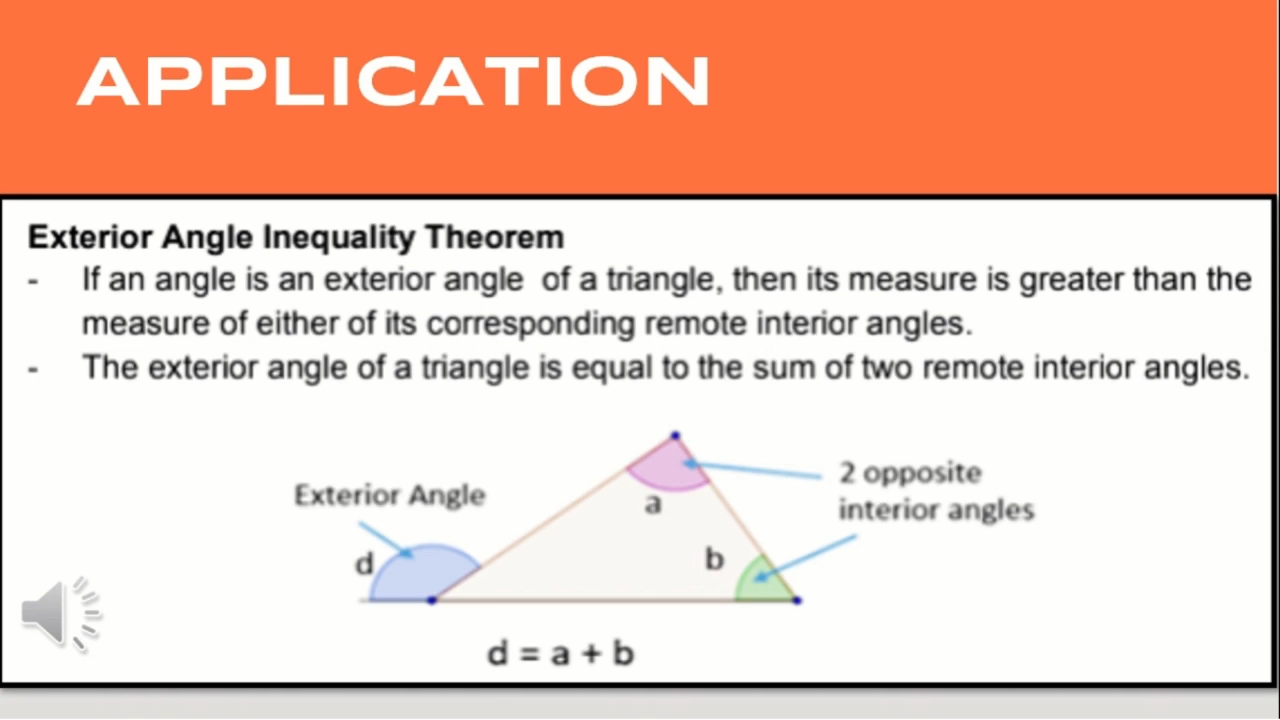 APPLICATION
Exterior Angle Inequality Theorem
- If an angle is an exterior angle of a triangle, then its measure is greater than the
measure of either of its corresponding remote interior angles.
- The exterior angle of a triangle is equal to the sum of two remote interior angles.
2 opposite
Exterior Angle
a
interior angles
d
b
d = a + b